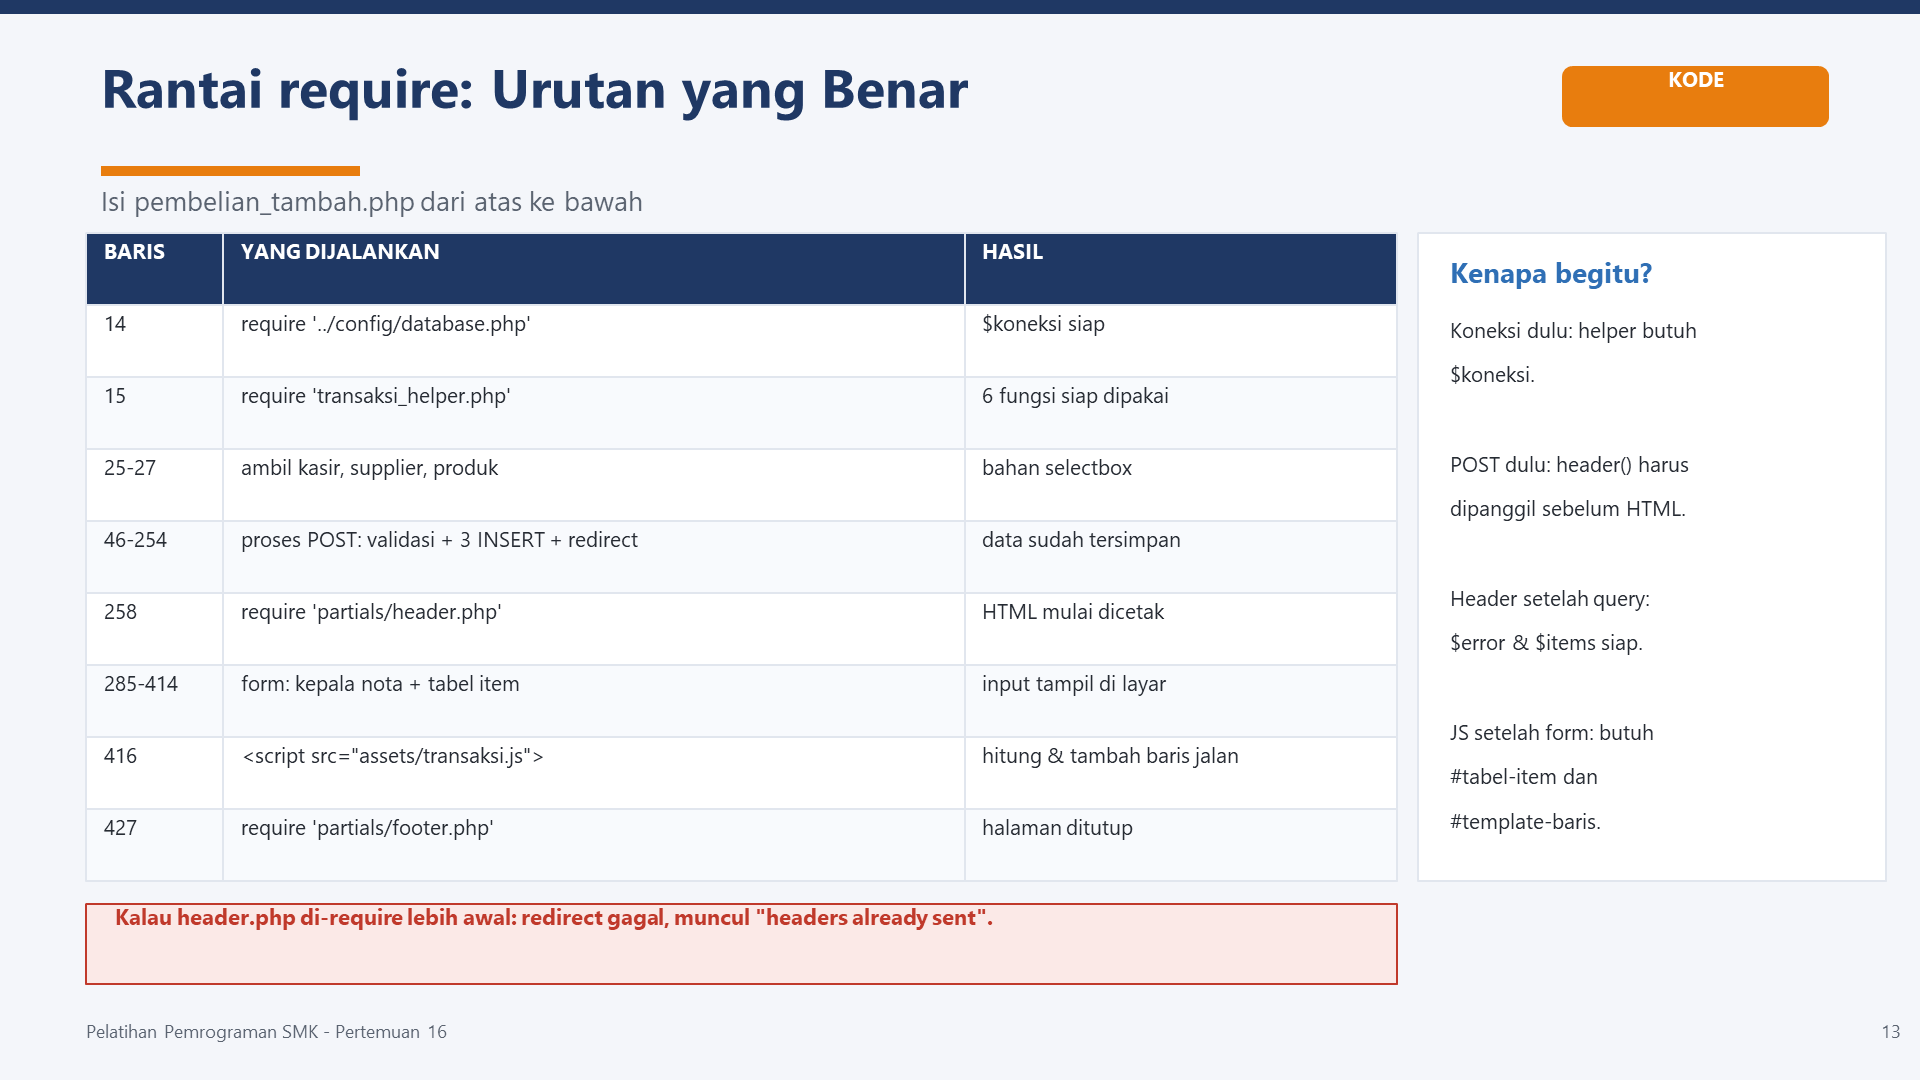 Rantai require: Urutan yang Benar
KODE
Isi pembelian_tambah.php dari atas ke bawah
BARIS YANG DIJALANKAN HASIL
14 require '../config/database.php' $koneksi siap
15 require 'transaksi_helper.php' 6 fungsi siap dipakai
25-27 ambil kasir, supplier, produk bahan selectbox
46-254 proses POST: validasi + 3 INSERT + redirect data sudah tersimpan
258 require 'partials/header.php' HTML mulai dicetak
285-414 form: kepala nota + tabel item input tampil di layar
416 <script src="assets/transaksi.js"> hitung & tambah baris jalan
427 require 'partials/footer.php' halaman ditutup
Kenapa begitu?
Koneksi dulu: helper butuh
$koneksi.
POST dulu: header() harus
dipanggil sebelum HTML.
Header setelah query:
$error & $items siap.
JS setelah form: butuh
#tabel-item dan
#template-baris.
Kalau header.php di-require lebih awal: redirect gagal, muncul "headers already sent".
Pelatihan Pemrograman SMK - Pertemuan 16
13